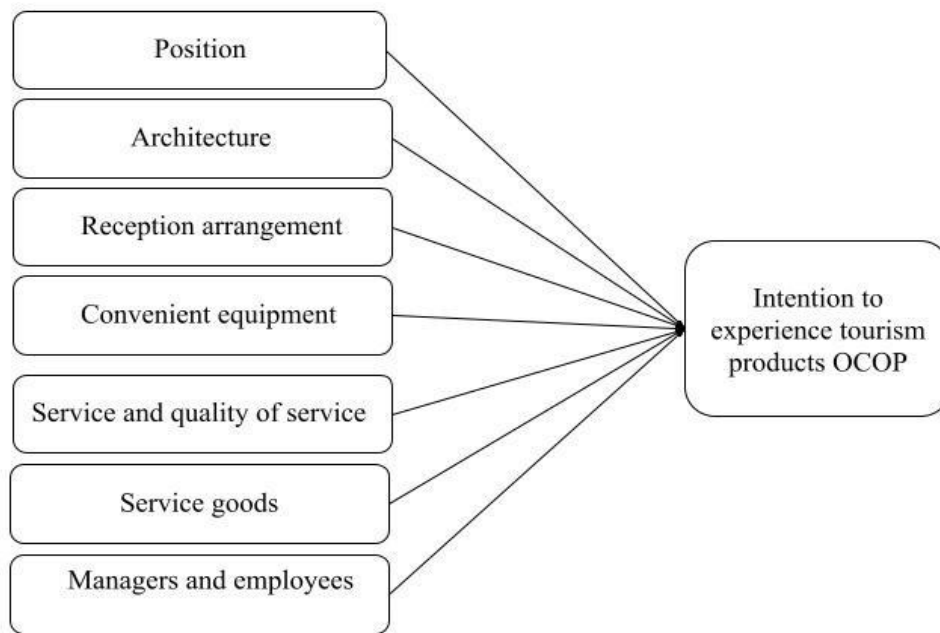 Position
Architecture
Reception arrangement
Convenient equipment
Service and quality of service
Service goods
Managers and employees
Intention to
experience tourism
products OCOP